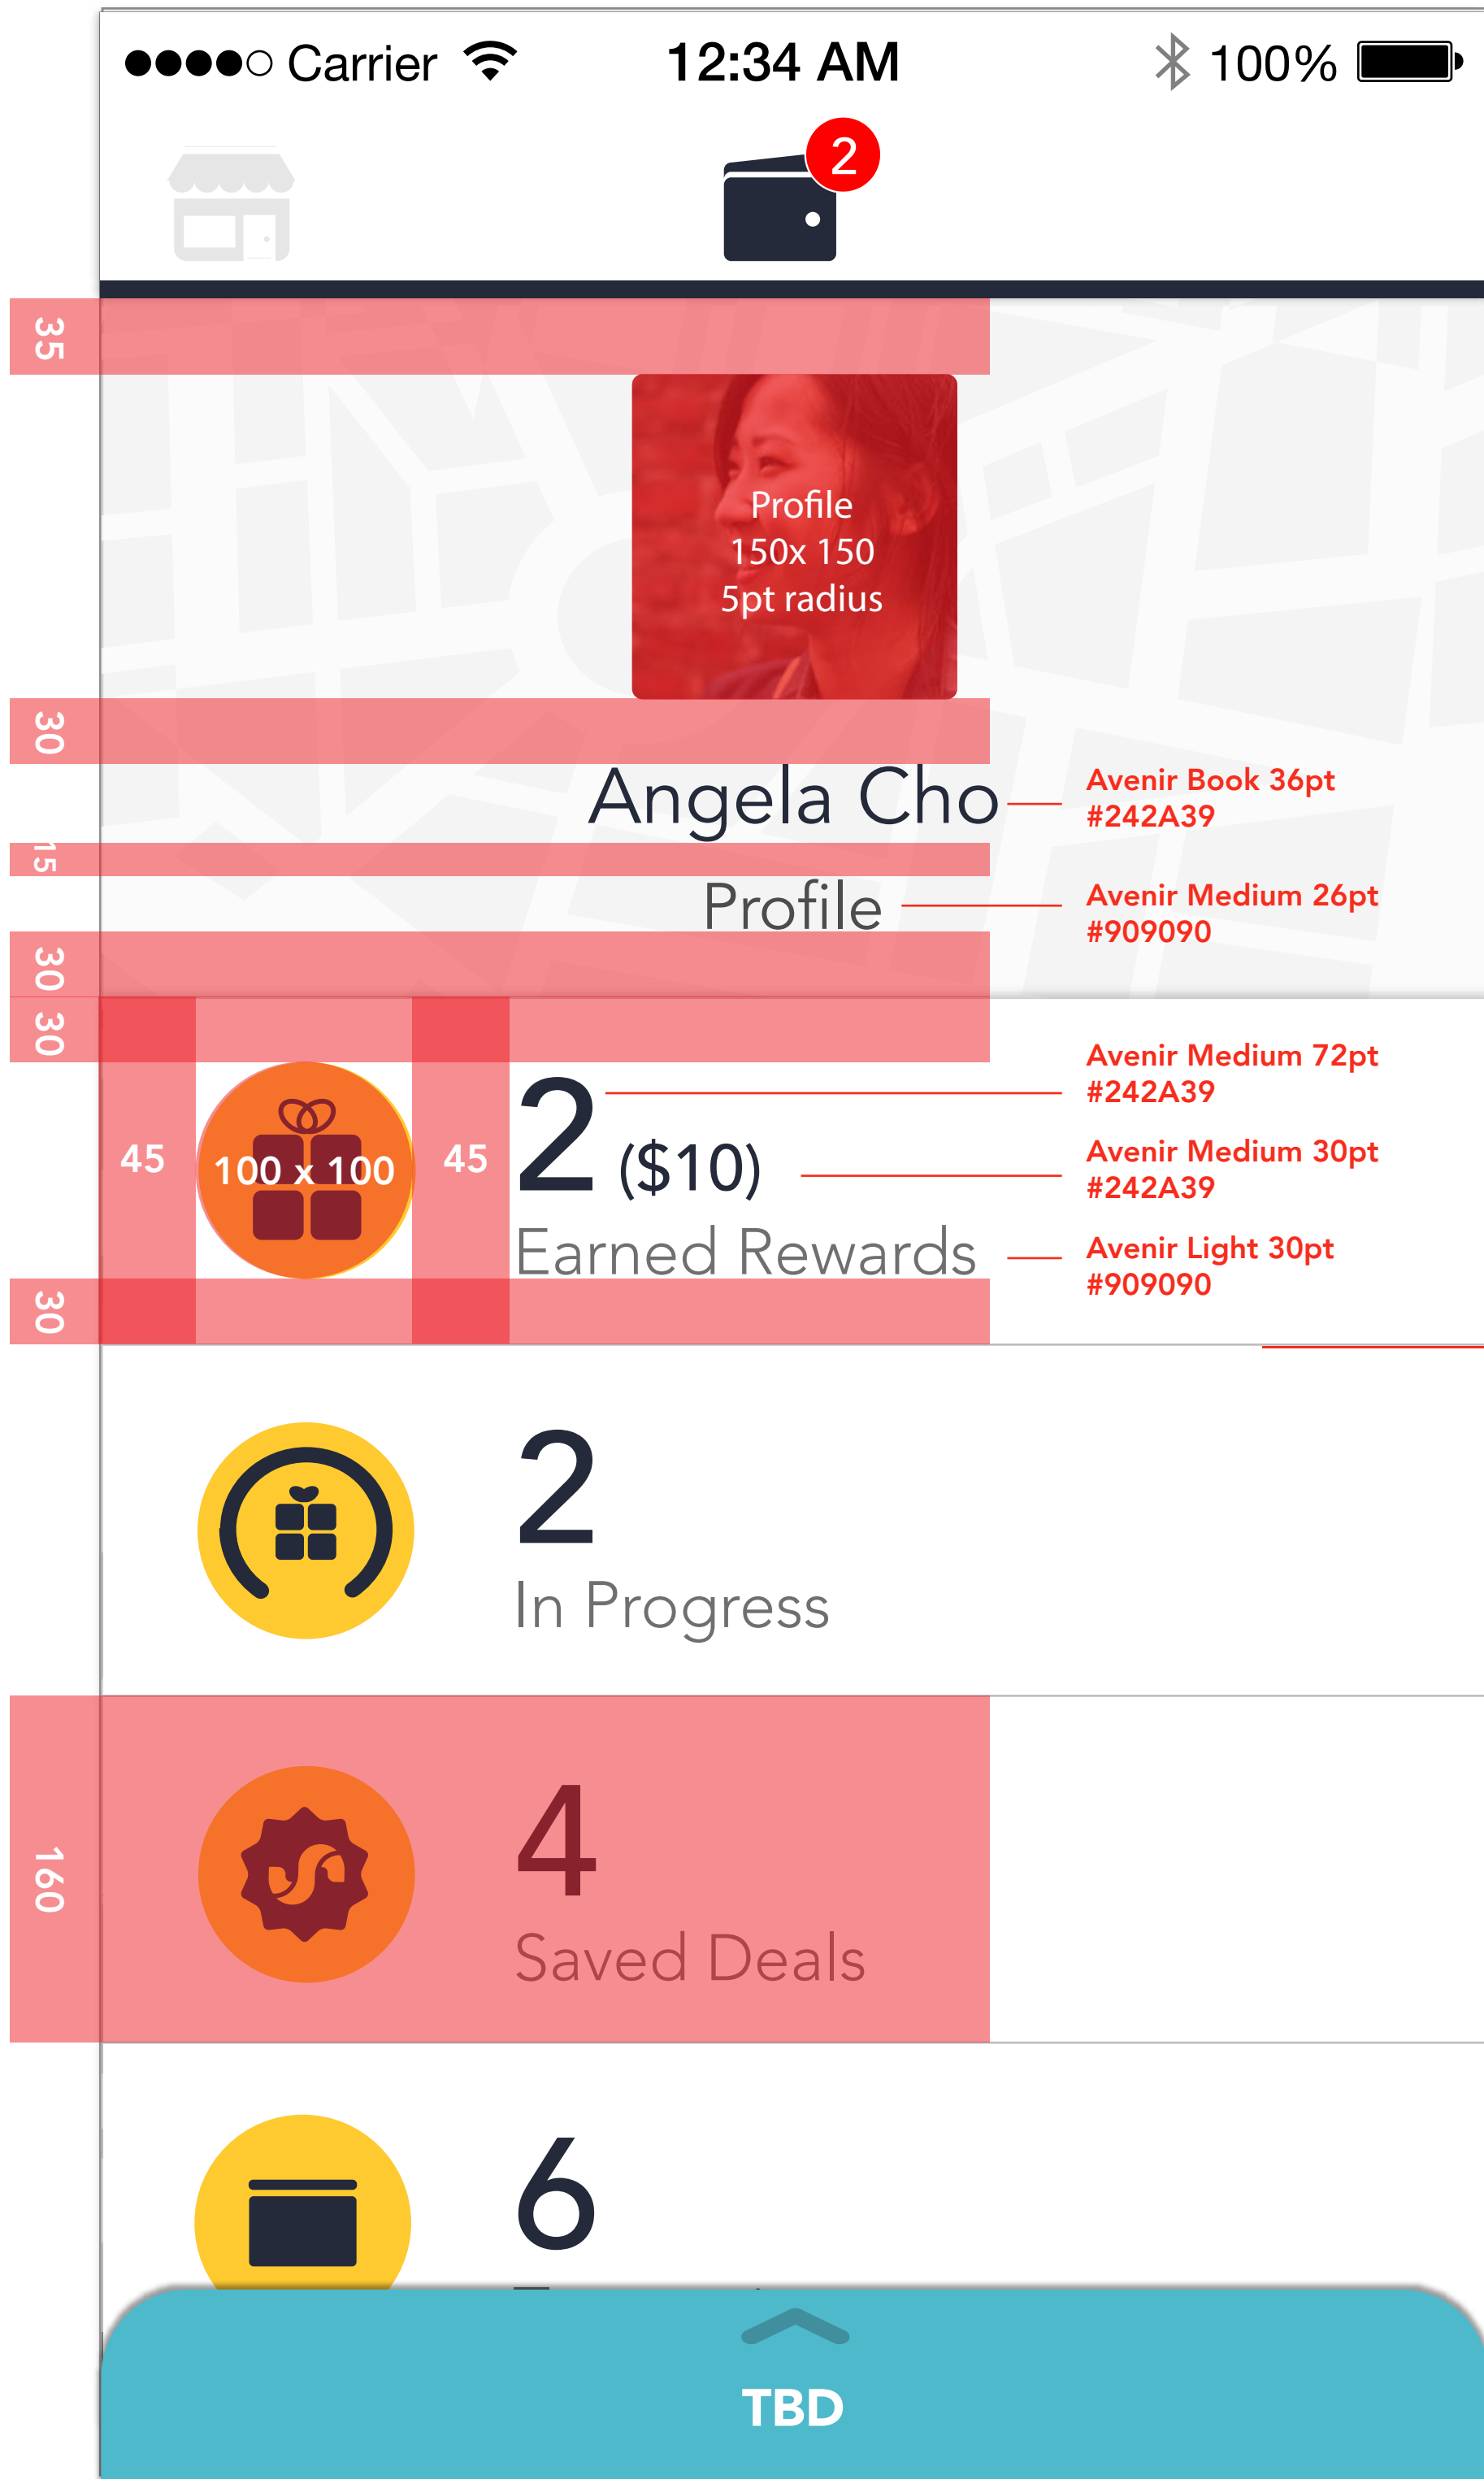 Carrier 12:34 AM 100%
2
35
Profile
150x 150
5pt radius
30
Angela Cho
Avenir Book 36pt
#242A39
15
Profile
Avenir Medium 26pt
#909090
30
30
Avenir Medium 72pt
#242A39
45
100 x 100
45
2 ($10)
Avenir Medium 30pt
#242A39
Earned Rewards
Avenir Light 30pt
#909090
30
2
In Progress
160
4
Saved Deals
6
TBD